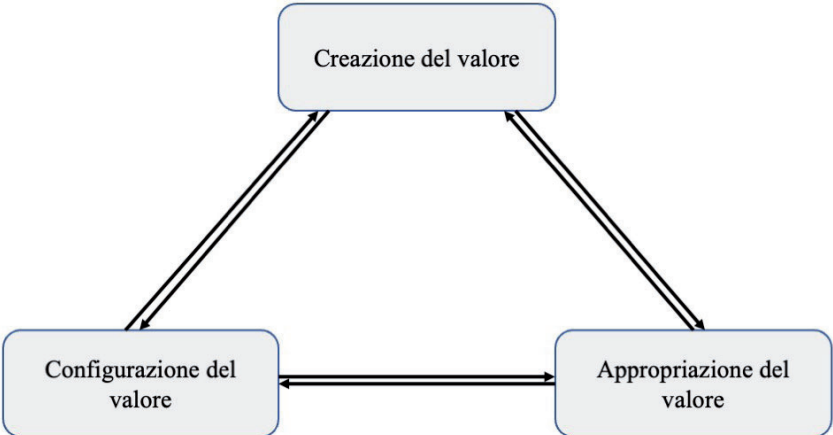 Creazione del valore
Configurazione del
valore
Appropriazione del
valore